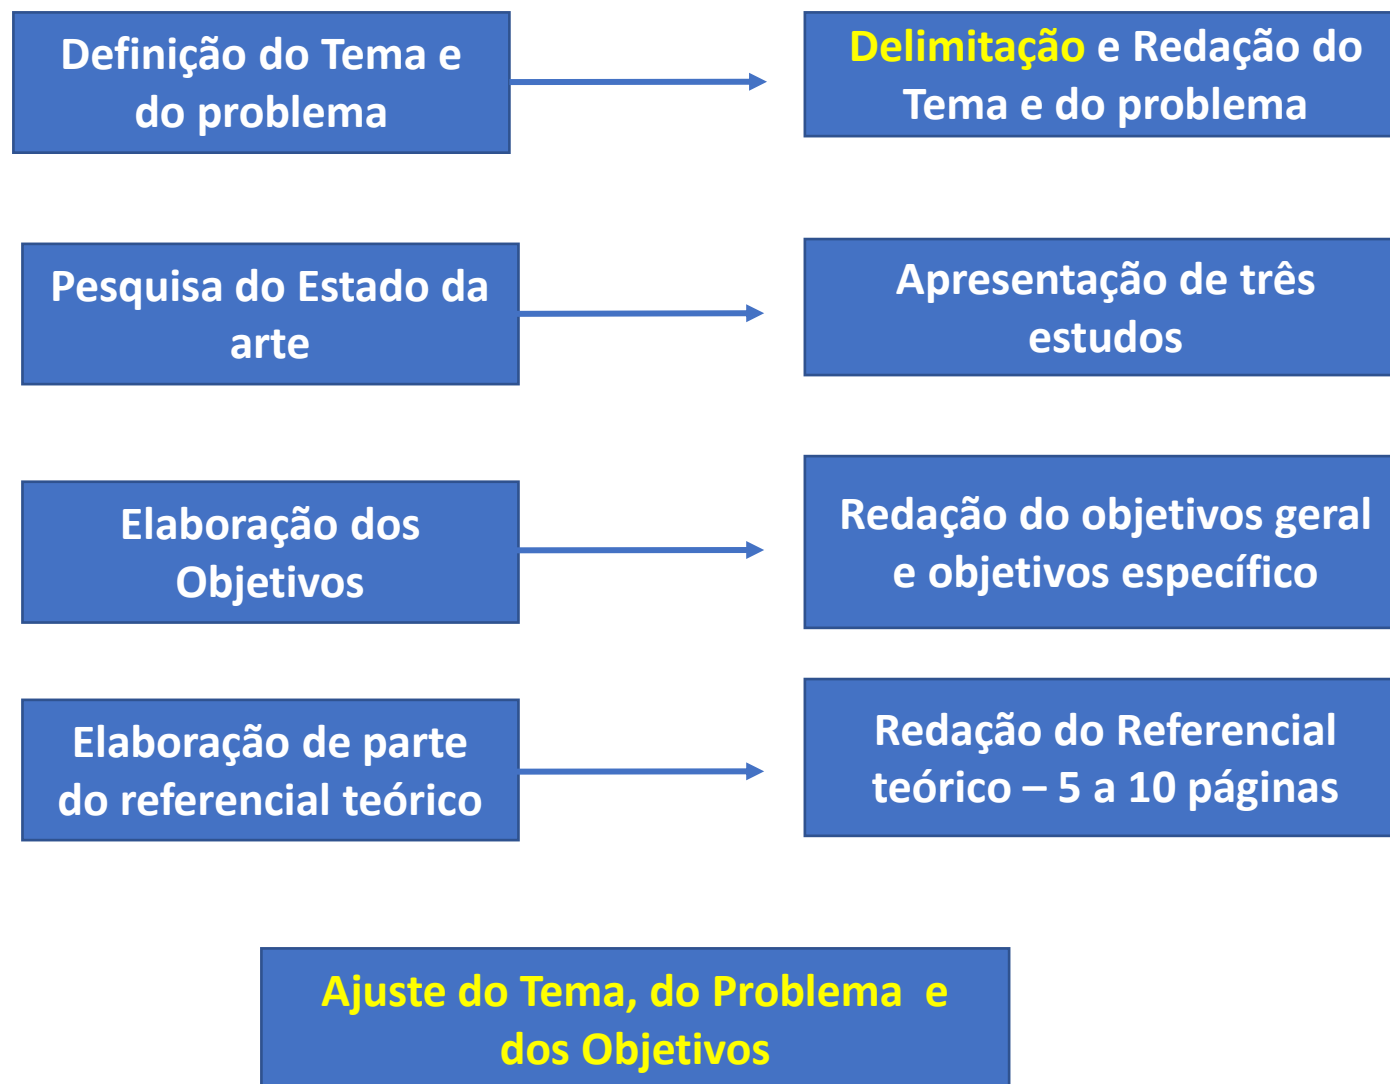 Definição do Tema e
do problema
Delimitação e Redação do
Tema e do problema
Pesquisa do Estado da
arte
Apresentação de três
estudos
Elaboração dos
Objetivos
Redação do objetivos geral
e objetivos específico
Elaboração de parte
do referencial teórico
Redação do Referencial
teórico – 5 a 10 páginas
Ajuste do Tema, do Problema e
dos Objetivos